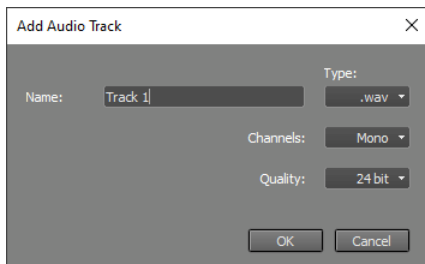 Add Audio Track
Type:
Name: Track 1 .wav
Channels: Mono
Quality: 24 bit
OK Cancel